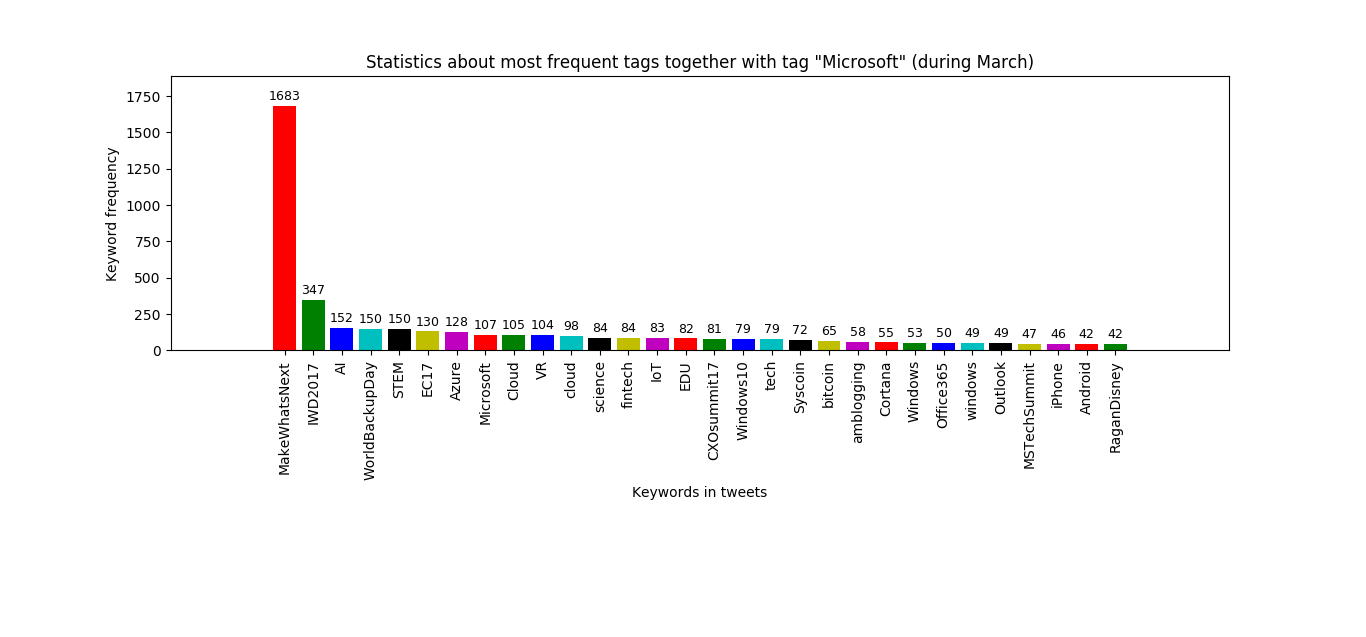 Statistics about most frequent tags together with tag "Microsoft" (during March)
Keyword frequency
1750
1500
1250
1000
750
500
250
0
1683
347
152
150
150
130
128
107
105
104
98
84
84
83
82
81
79
79
72
65
58
55
53
50
49
49
47
46
42
42
MakeWhatsNext
IWD2017
AI
WorldBackupDay
STEM
EC17
Azure
Microsoft
Cloud
VR
cloud
science
fintech
IoT
EDU
CXOsummit17
Windows10
tech
Syscoin
bitcoin
amblogging
Cortana
Windows
Office365
windows
Outlook
MSTechSummit
iPhone
Android
RaganDisney
Keywords in tweets